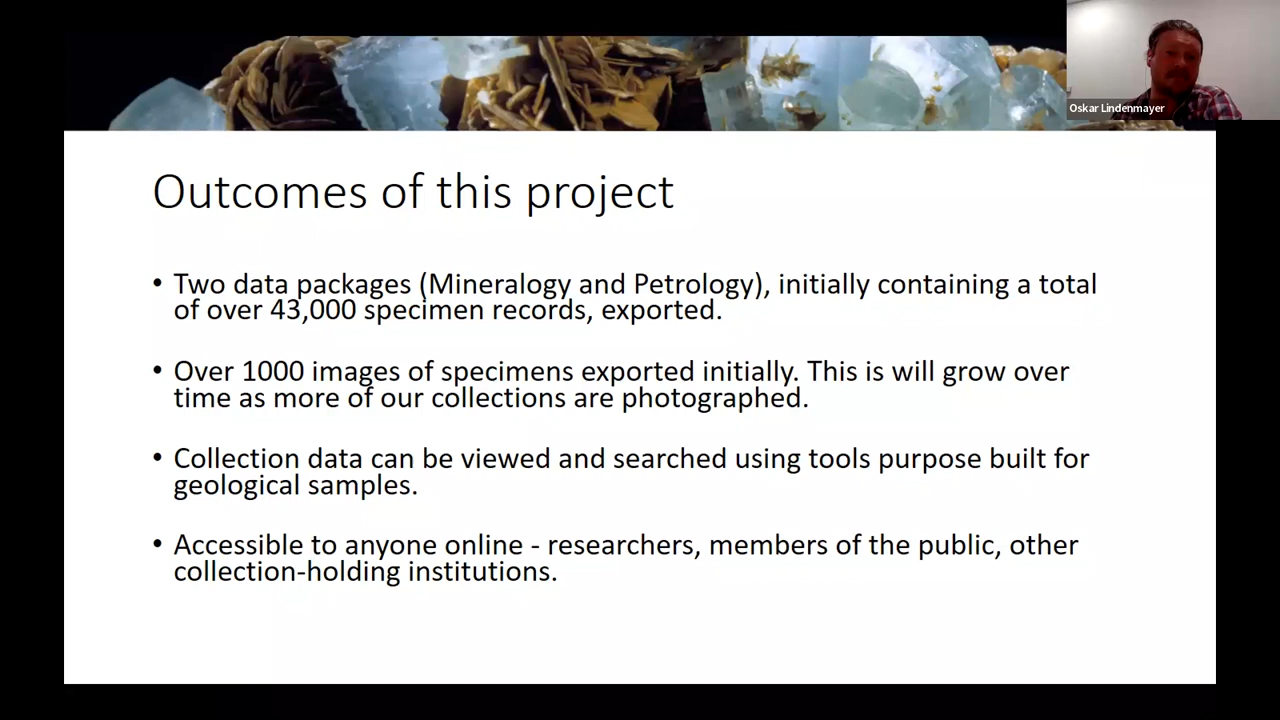 Oskar Lindenmayer
Outcomes of this project
• Two data packages (Mineralogy and Petrology), initially containing a total
of over 43,000 specimen records, exported.
• Over 1000 images of specimens exported initially. This is will grow over
time as more of our collections are photographed.
• Collection data can be viewed and searched using tools purpose built for
geological samples.
• Accessible to anyone online - researchers, members of the public, other
collection-holding institutions.